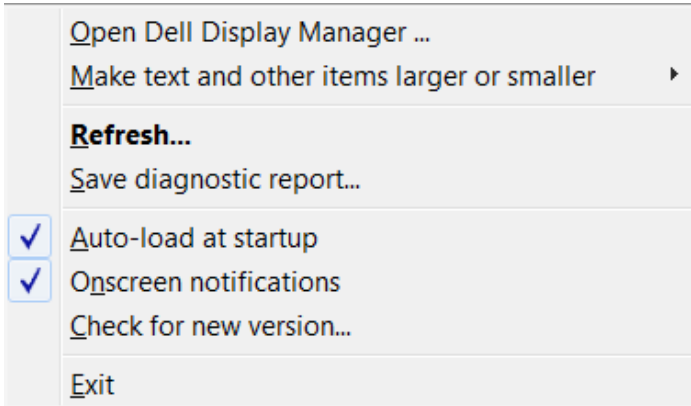 Open Dell Display Manager ...
Make text and other items larger or smaller
Refresh...
Save diagnostic report...
Auto-load at startup
Onscreen notifications
Check for new version...
Exit